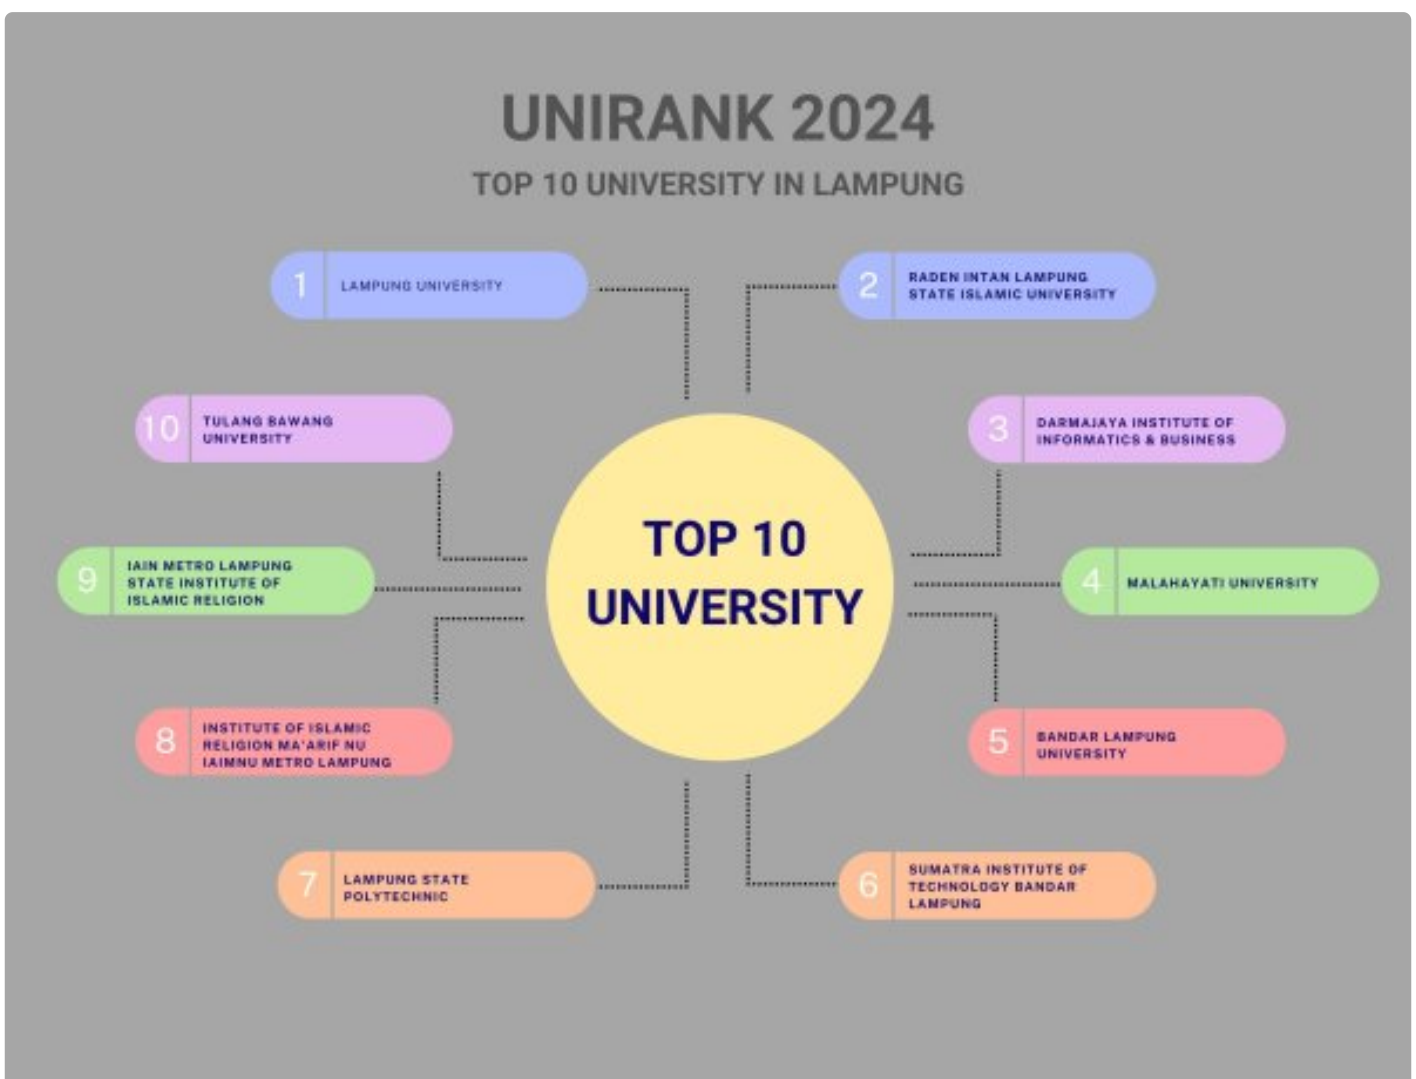 UNIRANK 2024
TOP 10 UNIVERSITY IN LAMPUNG
1
LAMPUNG UNIVERSITY
2
RADEN INTAN LAMPUNG
STATE ISLAMIC UNIVERSITY
3
DARMAJAYA INSTITUTE OF
INFORMATICS & BUSINESS
4
MALAHAYATI UNIVERSITY
5
BANDAR LAMPUNG
UNIVERSITY
6
SUMATRA INSTITUTE OF
TECHNOLOGY BANDAR
LAMPUNG
7
LAMPUNG STATE
POLYTECHNIC
8
INSTITUTE OF ISLAMIC
RELIGION MA'ARIF NU
IAIMNU METRO LAMPUNG
9
IAIN METRO LAMPUNG
STATE INSTITUTE OF
ISLAMIC RELIGION
10
TULANG BAWANG
UNIVERSITY
TOP 10
UNIVERSITY